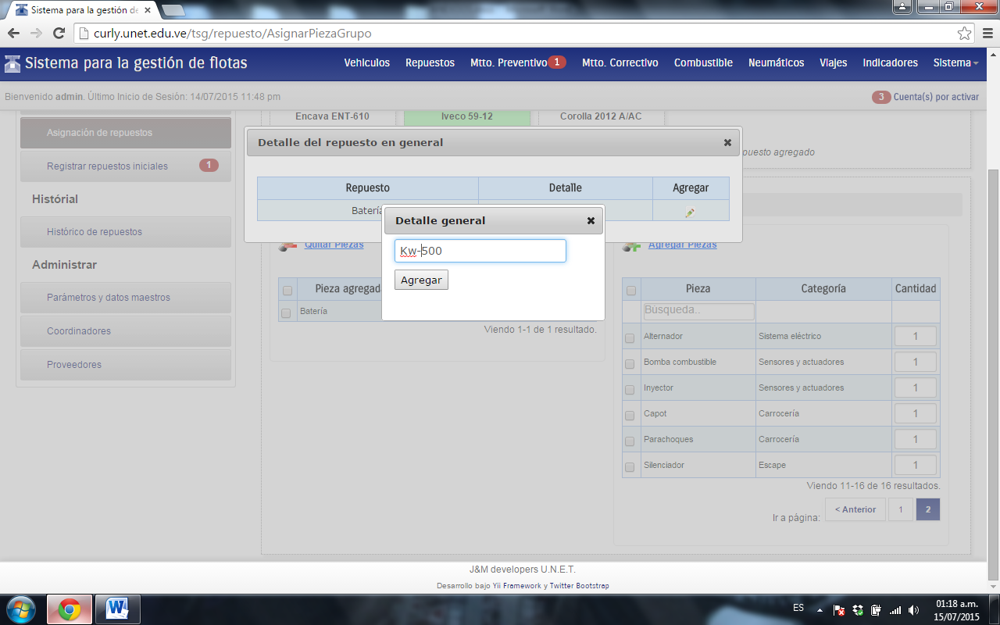 Sistema para la gestión de
curly.unet.edu.ve/tsg/repuesto/AsignarPiezaGrupo
Sistema para la gestión de flotas
Vehiculos Repuestos Mtto. Preventivo 1 Mtto. Correctivo Combustible Neumáticos Viajes Indicadores Sistema
Bienvenido admin. Último Inicio de Sesión: 14/07/2015 11:48 pm
3 Cuenta(s) por activar
Asignación de repuestos
Registrar repuestos iniciales 1
Histórial
Histórico de repuestos
Administrar
Parámetros y datos maestros
Coordinadores
Proveedores
Encava ENT-610 Iveco 59-12 Corolla 2012 A/AC
puesto agregado
Detalle del repuesto en general
Repuesto Detalle Agregar
Batería
Detalle general
Kw-500
Agregar
Quitar Piezas
Pieza agregad
Batería
Viendo 1-1 de 1 resultado.
Agregar Piezas
Pieza Categoría Cantidad
Búsqueda..
Alternador Sistema eléctrico 1
Bomba combustible Sensores y actuadores 1
Inyector Sensores y actuadores 1
Capot Carrocería 1
Parachoques Carrocería 1
Silenciador Escape 1
Viendo 11-16 de 16 resultados.
Ir a página: < Anterior 1 2
J&M developers U.N.E.T.
Desarrollo bajo Yii Framework y Twitter Bootstrap
ES
01:18 a.m.
15/07/2015